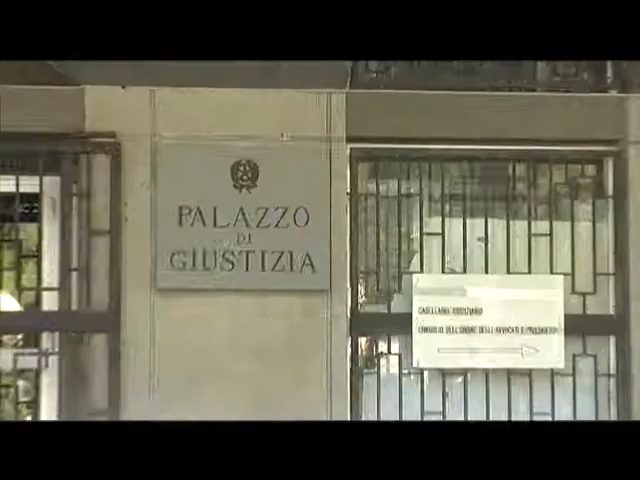 PALAZZO
DI
GIUSTIZIA
CASELLARIO GIUDIZIARIO
CONSIGLIO DELL'ORDINE DEGLI AVVOCATI E PROCURATORI